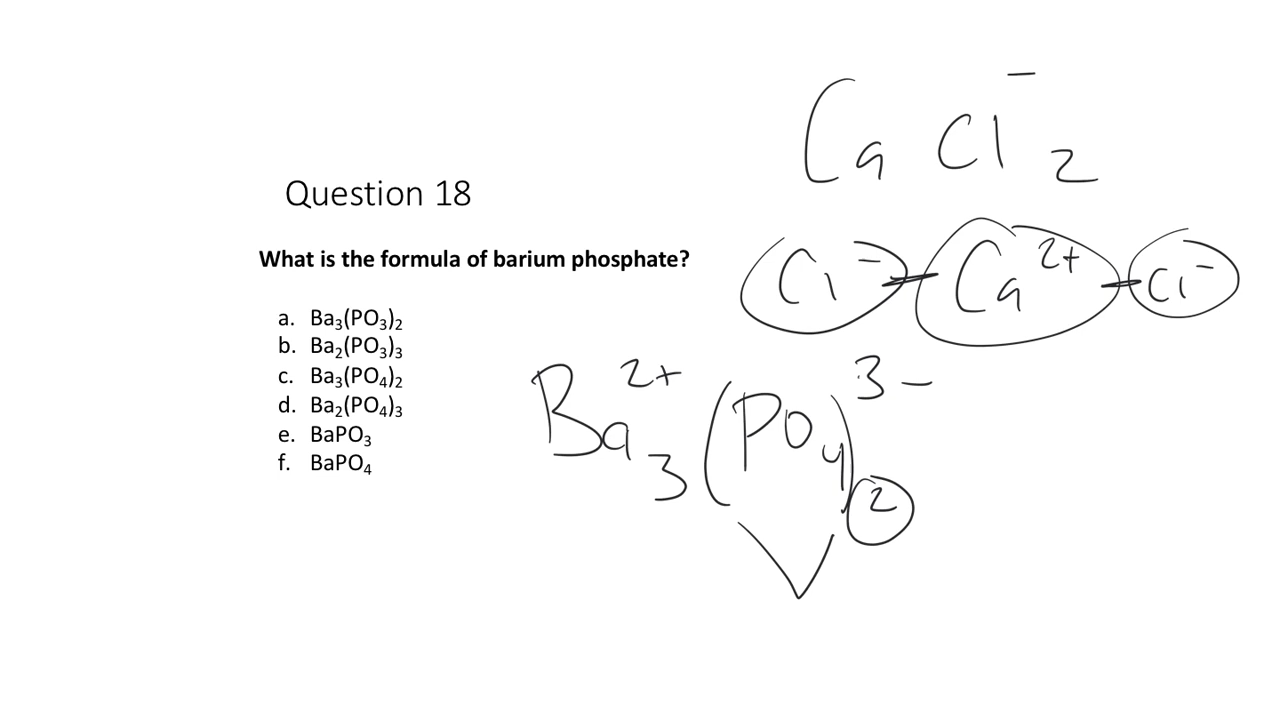 Question 18
What is the formula of barium phosphate?
a. Ba₃(PO₃)₂
b. Ba₂(PO₃)₃
c. Ba₃(PO₄)₂
d. Ba₂(PO₄)₃
e. BaPO₃
f. BaPO₄
Ca Cl⁻ ₂
Cl⁻ Ca²⁺ Cl⁻
Ba²⁺₃(PO₄)³⁻₂